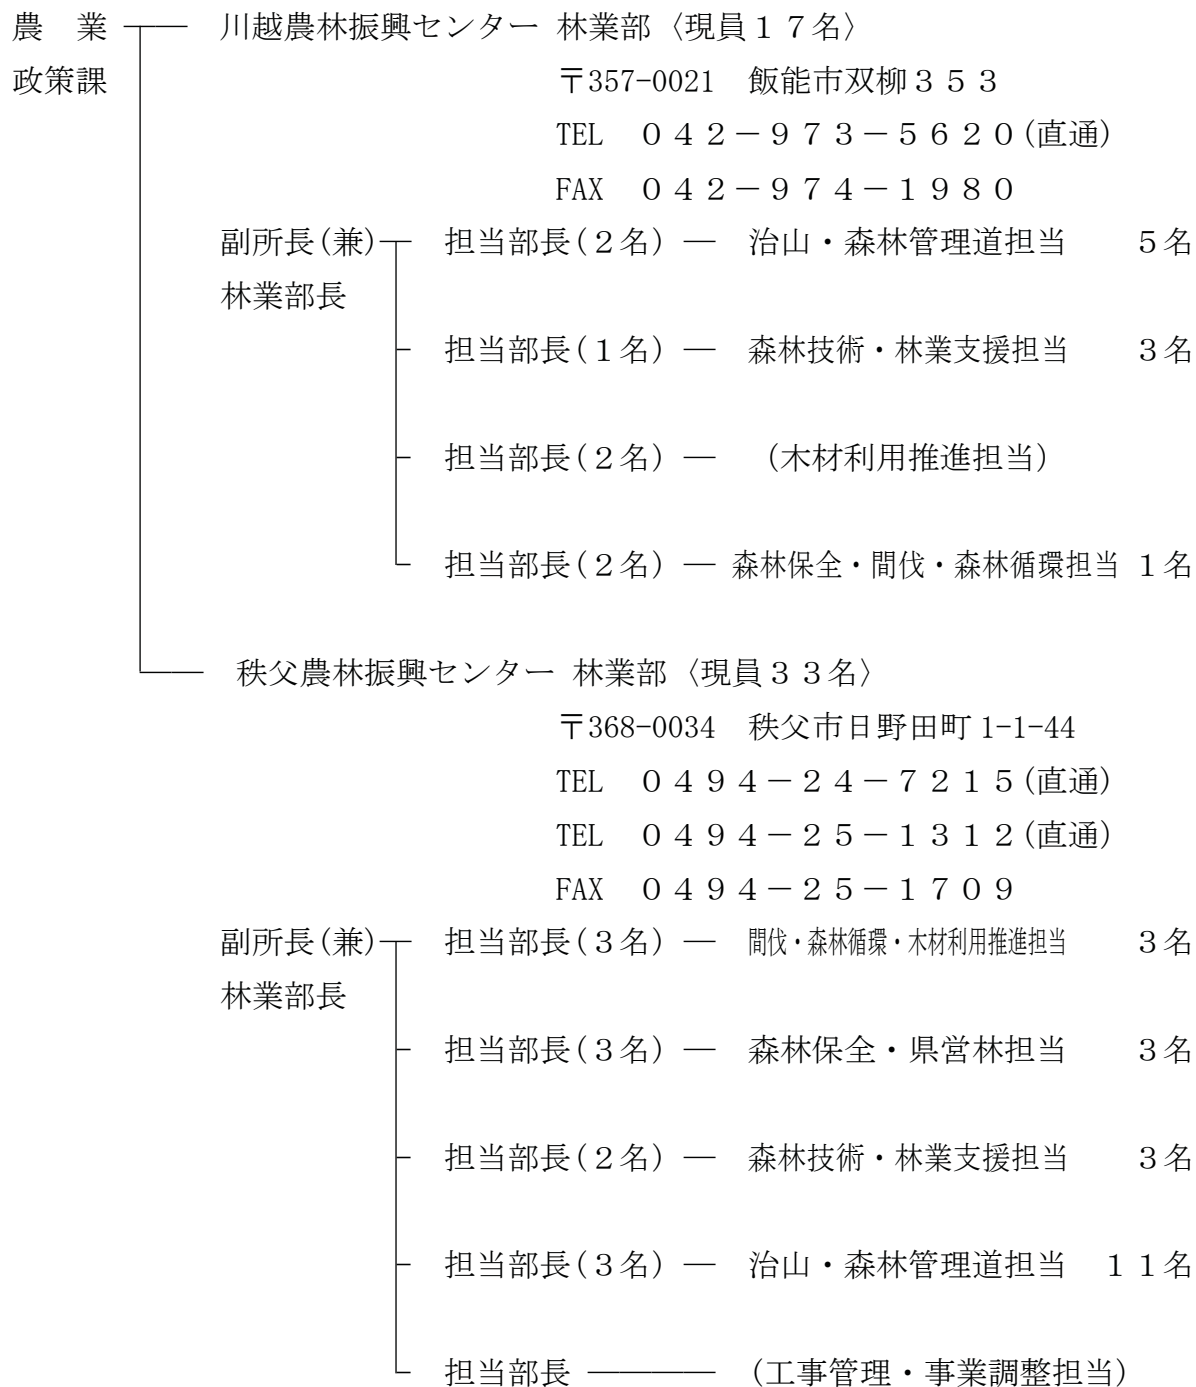 農　業　川越農林振興センター 林業部〈現員１７名〉
政策課　〒357-0021　飯能市双柳３５３
TEL　０４２－９７３－５６２０(直通)
FAX　０４２－９７４－１９８０
副所長(兼)　担当部長(２名) ― 治山・森林管理道担当　５名
林業部長
担当部長(１名) ― 森林技術・林業支援担当　３名
担当部長(２名) ― (木材利用推進担当)
担当部長(２名) ― 森林保全・間伐・森林循環担当 １名
秩父農林振興センター 林業部〈現員３３名〉
〒368-0034　秩父市日野田町 1-1-44
TEL　０４９４－２４－７２１５(直通)
TEL　０４９４－２５－１３１２(直通)
FAX　０４９４－２５－１７０９
副所長(兼)　担当部長(３名) ― 間伐・森林循環・木材利用推進担当　３名
林業部長
担当部長(３名) ― 森林保全・県営林担当　３名
担当部長(２名) ― 森林技術・林業支援担当　３名
担当部長(３名) ― 治山・森林管理道担当　１１名
担当部長 ――――― (工事管理・事業調整担当)